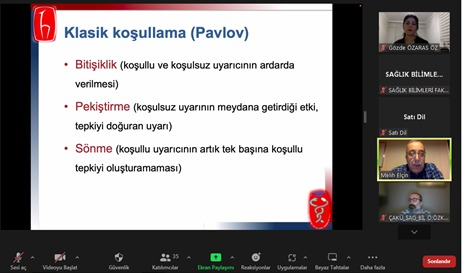 Klasik koşullama (Pavlov)
• Bitişiklik (koşullu ve koşulsuz uyarıcının ardarda
verilmesi)
• Pekiştirme (koşulsuz uyarının meydana getirdiği etki,
tepkiyi doğuran uyarı)
• Sönme (koşullu uyarıcının artık tek başına koşullu
tepkiyi oluşturamaması)
Gözde ÖZARAS ÖZ
SAĞLIK BİLİMLE...
SAĞLIK BİLİMLERİ FAK...
Satı Dil
Satı Dil
Melih Elçin
ÇAKÜ_SAĞ_BİL_Ö.ÖZK...
Sesi aç
Videoyu Başlat
Güvenlik
35
Katılımcılar
Ekran Paylaşımı
Reaksiyonlar
Uygulamalar
Beyaz Tahtalar
Daha fazla
Sonlandır